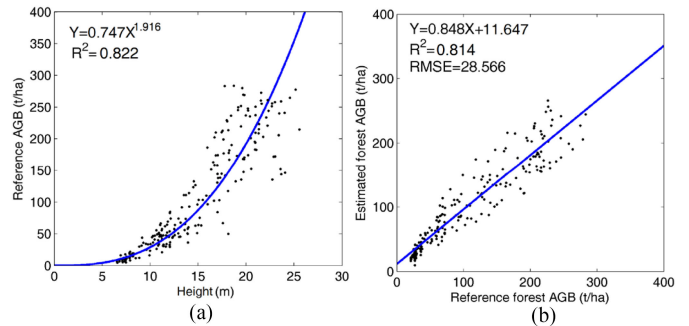 Y=0.747X^1.916
R²=0.822
Reference AGB (t/ha)
400
350
300
250
200
150
100
50
0
0 5 10 15 20 25 30
Height (m)
(a)
Y=0.848X+11.647
R²=0.814
RMSE=28.566
Estimated forest AGB (t/ha)
400
300
200
100
0
0 100 200 300 400
Reference forest AGB (t/ha)
(b)